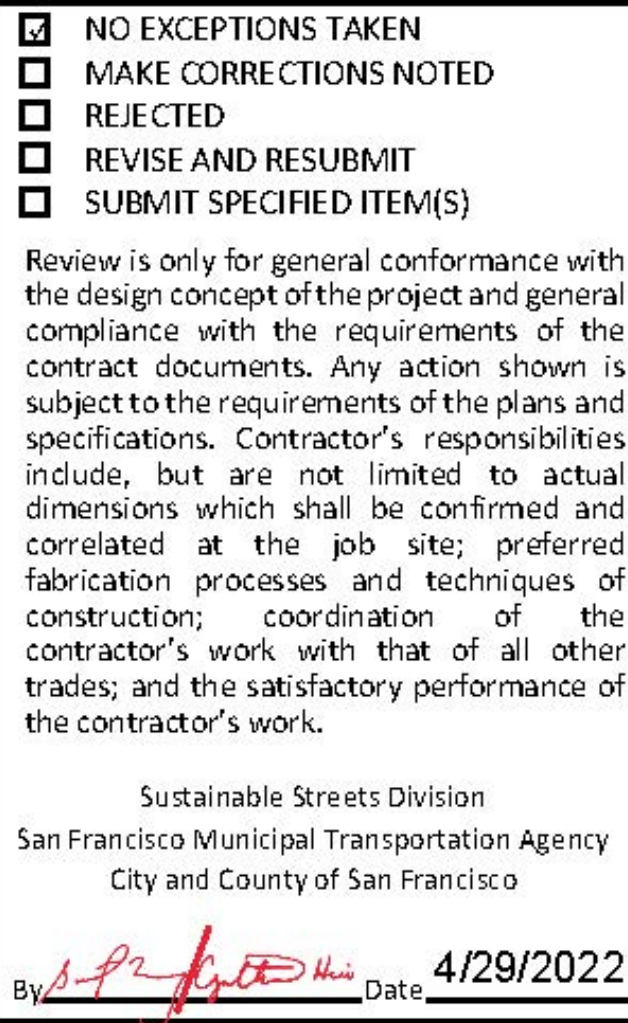 NO EXCEPTIONS TAKEN
MAKE CORRECTIONS NOTED
REJECTED
REVISE AND RESUBMIT
SUBMIT SPECIFIED ITEM(S)
Review is only for general conformance with
the design concept of the project and general
compliance with the requirements of the
contract documents. Any action shown is
subject to the requirements of the plans and
specifications. Contractor's responsibilities
include, but are not limited to actual
dimensions which shall be confirmed and
correlated at the job site; preferred
fabrication processes and techniques of
construction; coordination of the
contractor's work with that of all other
trades; and the satisfactory performance of
the contractor's work.
Sustainable Streets Division
San Francisco Municipal Transportation Agency
City and County of San Francisco
By Date 4/29/2022